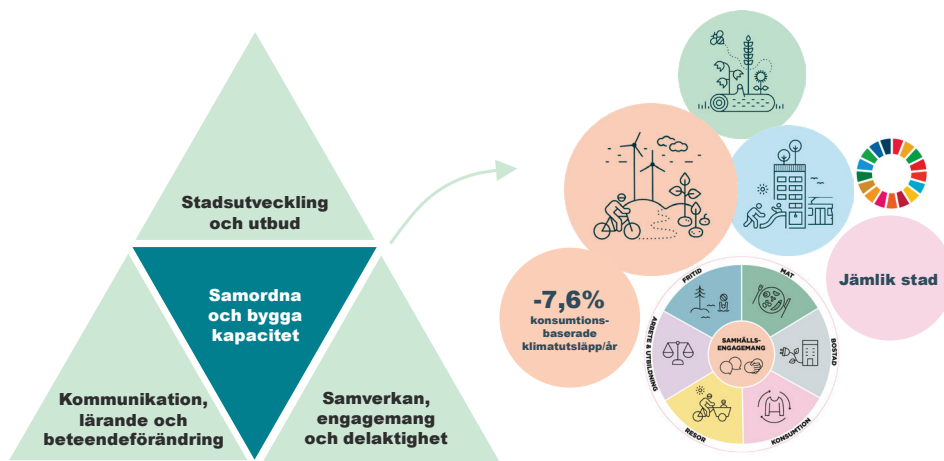 Stadsutveckling
och utbud
Samordna
och bygga
kapacitet
Kommunikation,
lärande och
beteendeförändring
Samverkan,
engagemang
och delaktighet
-7,6%
konsumtions-
baserade
klimatutsläpp/år
Jämlik stad
FRITID
MAT
ARBETE & UTBILDNING
SAMHÄLLS-
ENGAGEMANG
BOSTAD
RESOR
KONSUMTION